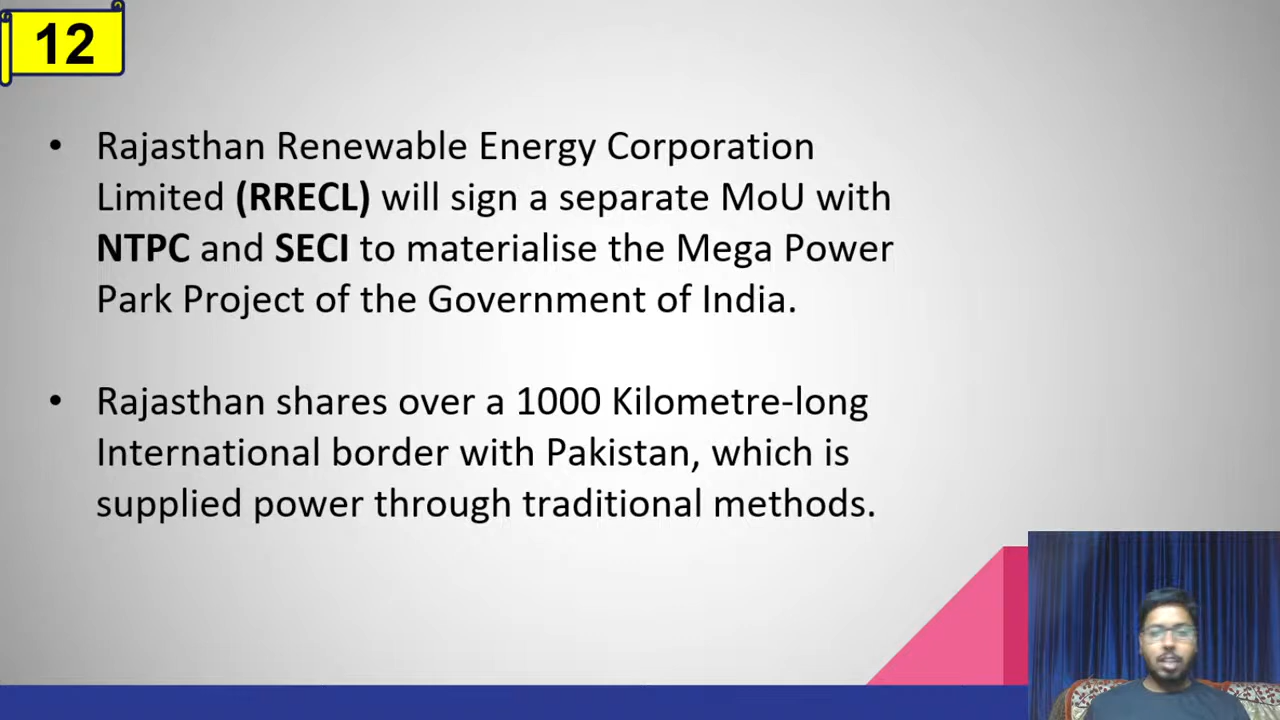 12
• Rajasthan Renewable Energy Corporation
Limited (RRECL) will sign a separate MoU with
NTPC and SECI to materialise the Mega Power
Park Project of the Government of India.
• Rajasthan shares over a 1000 Kilometre-long
International border with Pakistan, which is
supplied power through traditional methods.